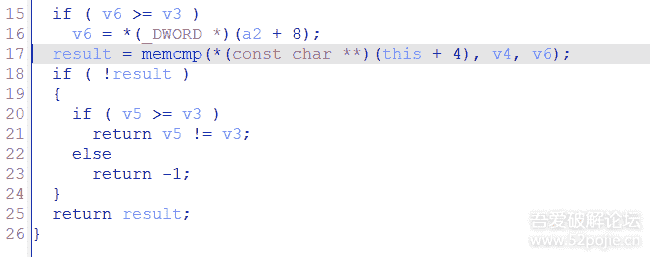 15 if ( v6 >= v3 )
16 v6 = *(_DWORD *)(a2 + 8);
17 result = memcmp(*(const char **)(this + 4), v4, v6);
18 if ( !result )
19 {
20 if ( v5 >= v3 )
21 return v5 != v3;
22 else
23 return -1;
24 }
25 return result;
26 }
吾爱破解论坛
www.52pojie.cn